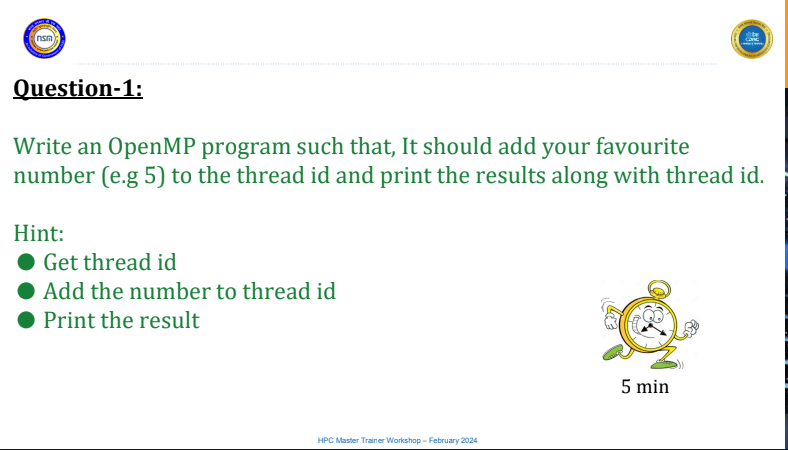 nsm
Question-1:
Write an OpenMP program such that, It should add your favourite
number (e.g 5) to the thread id and print the results along with thread id.
Hint:
● Get thread id
● Add the number to thread id
● Print the result
5 min
HPC Master Trainer Workshop – February 2024